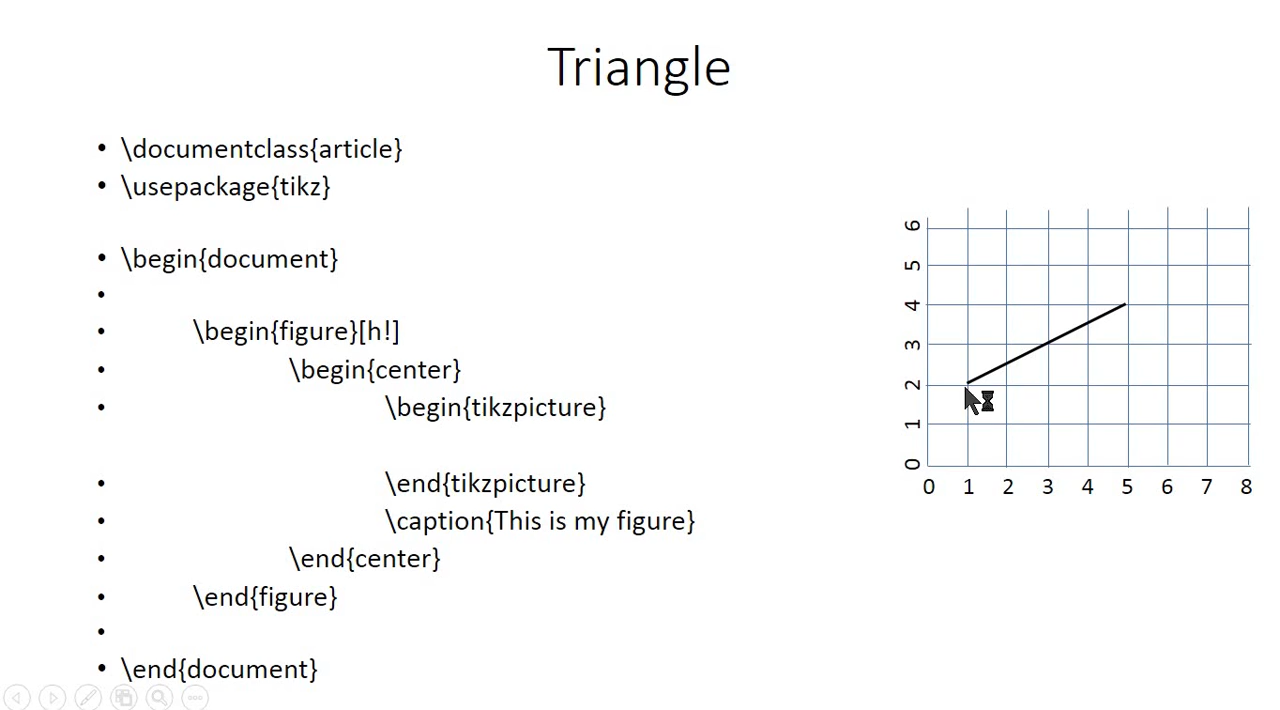 Triangle
• \documentclass{article}
• \usepackage{tikz}
• \begin{document}
•
• \begin{figure}[h!]
• \begin{center}
• \begin{tikzpicture}
• \end{tikzpicture}
• \caption{This is my figure}
• \end{center}
• \end{figure}
•
• \end{document}
6
5
4
3
2
1
0
0 1 2 3 4 5 6 7 8